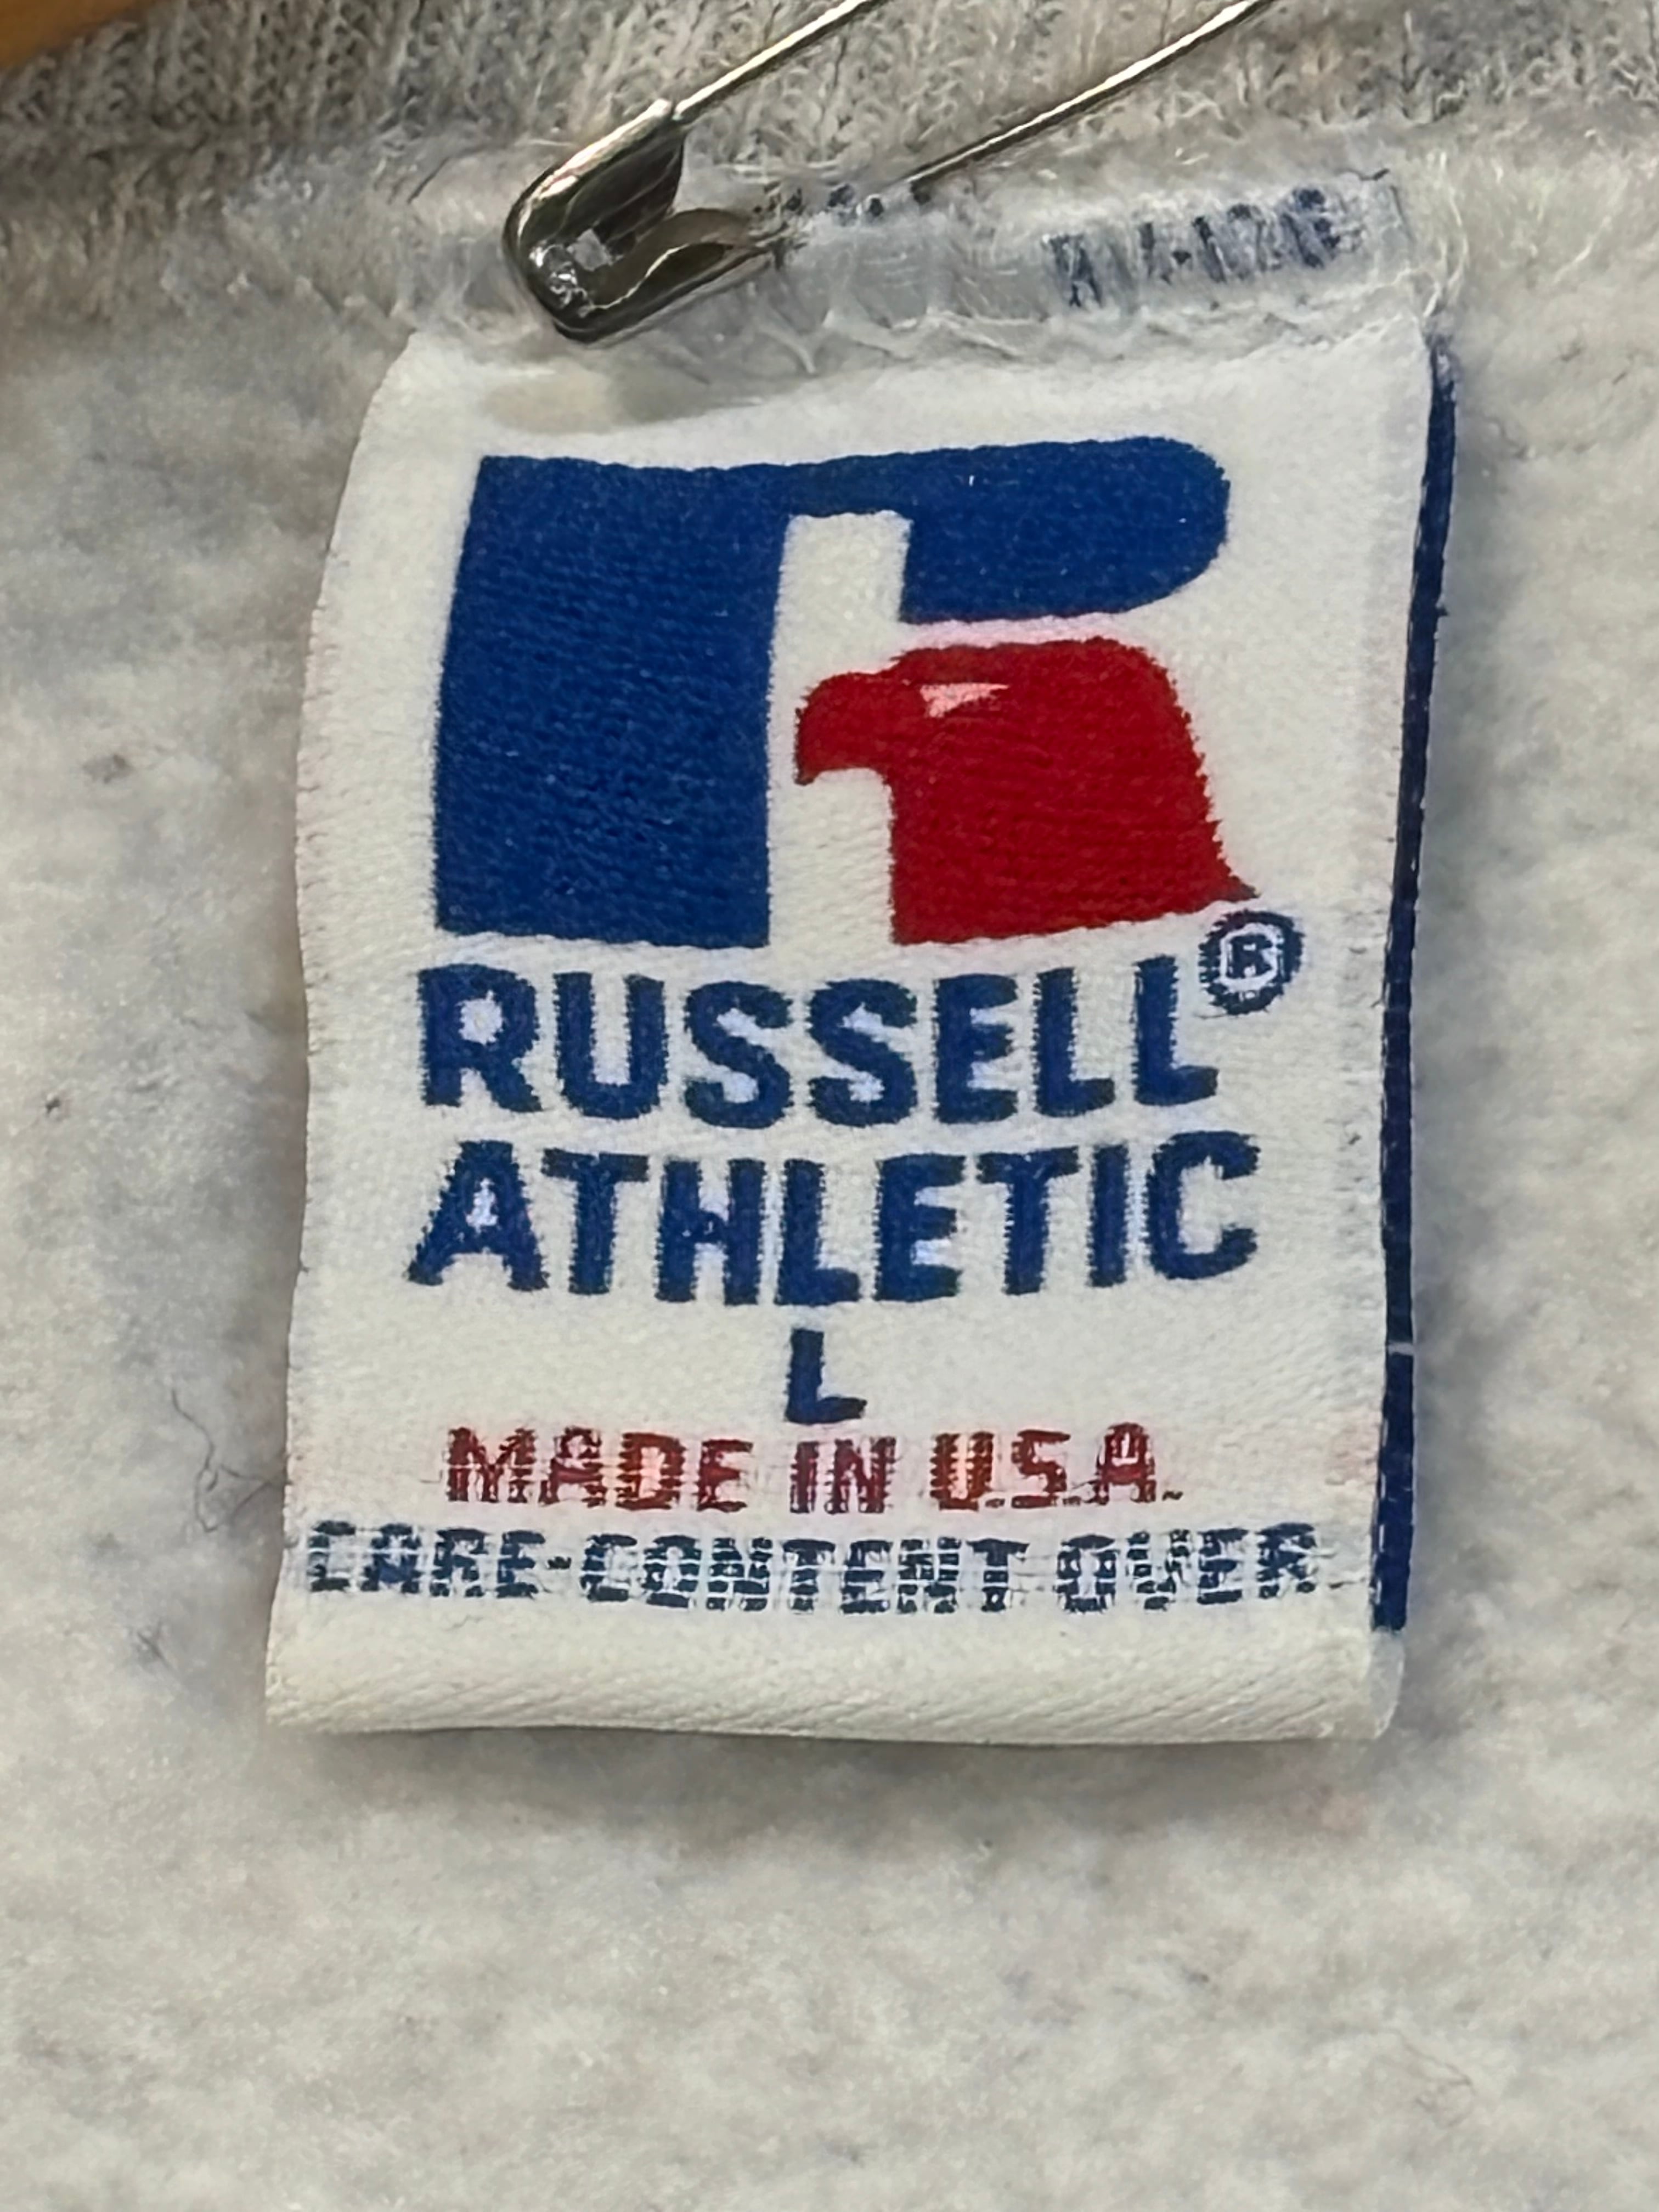 RUSSELL®
ATHLETIC
L
MADE IN U.S.A.
CARE-CONTENT OVER